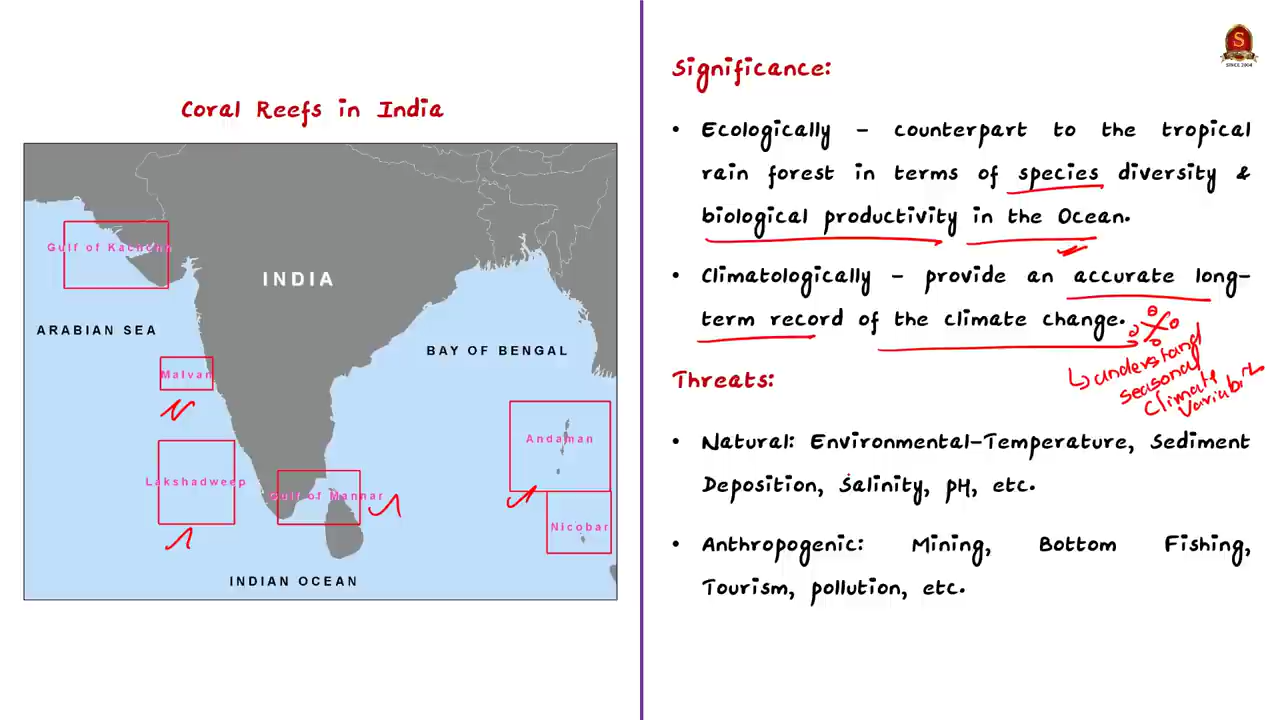 Coral Reefs in India
Gulf of Kachchh
INDIA
ARABIAN SEA
BAY OF BENGAL
Malvan
Andaman
Lakshadweep
Gulf of Mannar
Nicobar
INDIAN OCEAN
S
SINCE 2004
Significance:
• Ecologically – counterpart to the tropical
rain forest in terms of species diversity &
biological productivity in the Ocean.
• Climatologically – provide an accurate long-
term record of the climate change.
understand
seasonal
climate
Threats:
• Natural: Environmental-Temperature, Sediment
Deposition, Salinity, pH, etc.
• Anthropogenic: Mining, Bottom Fishing,
Tourism, pollution, etc.